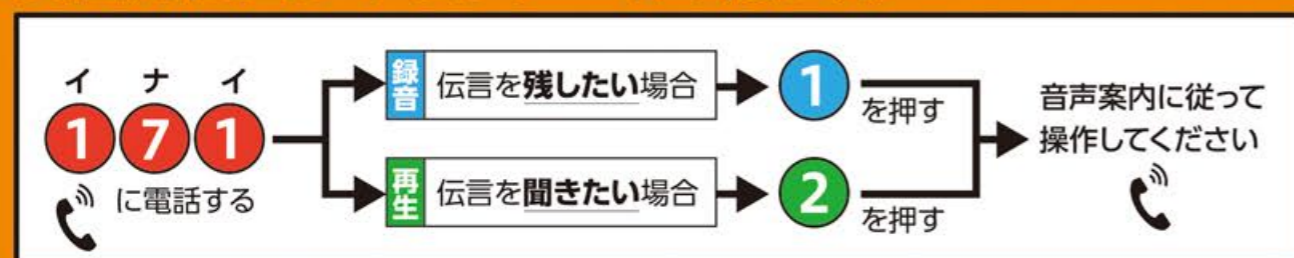 イ ナ イ
1 7 1
に電話する
録音 伝言を残したい場合
1 を押す
再生 伝言を聞きたい場合
2 を押す
音声案内に従って
操作してください